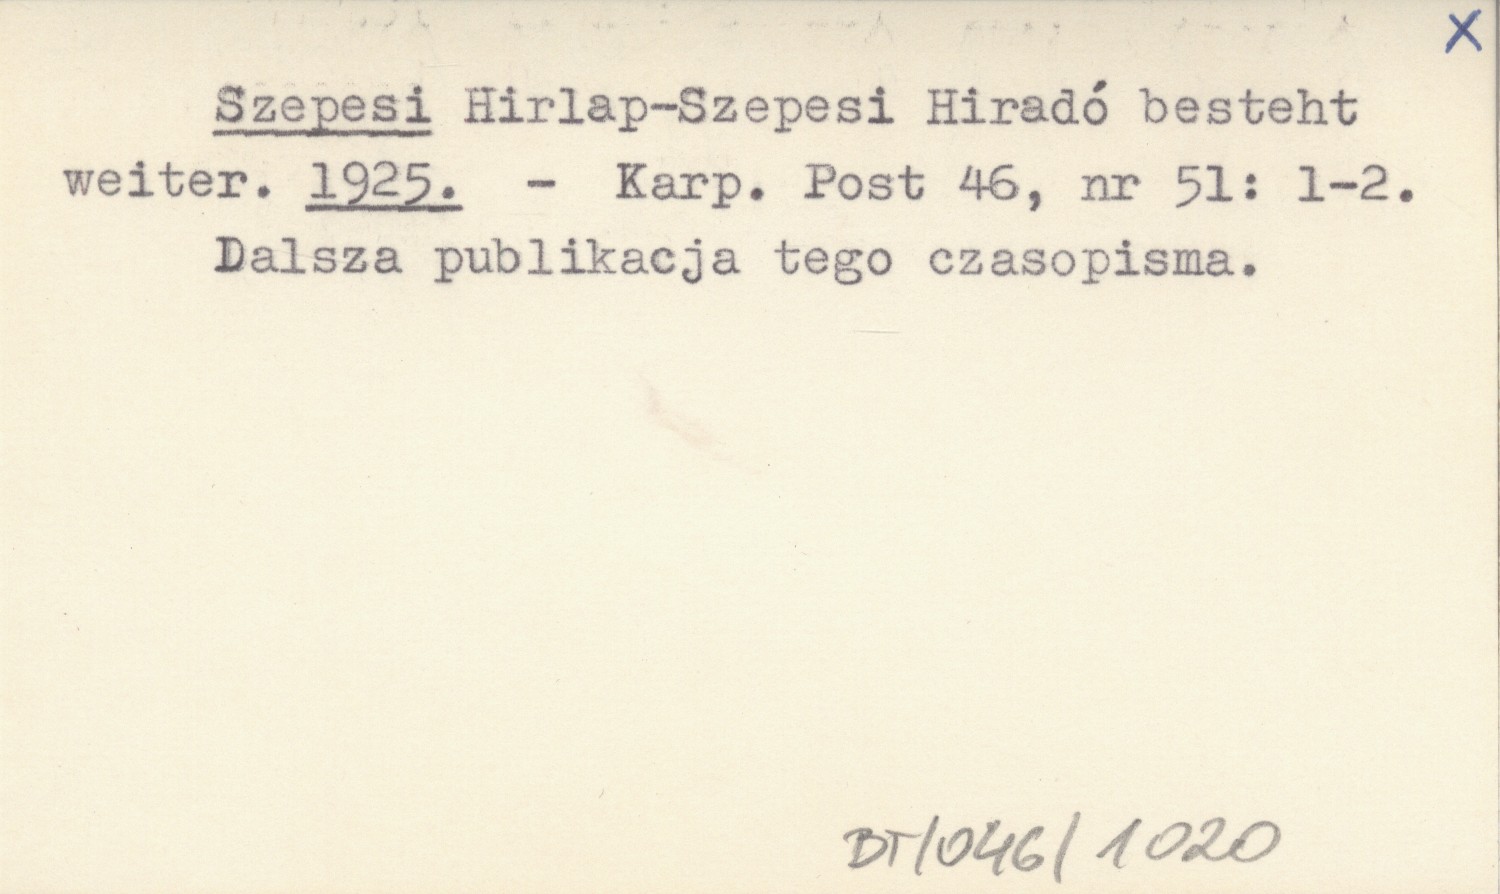 X
Szepesi Hirlap-Szepesi Hiradó besteht
weiter. 1925. - Karp. Post 46, nr 51: 1-2.
Dalsza publikacja tego czasopisma.
BT/046/1020